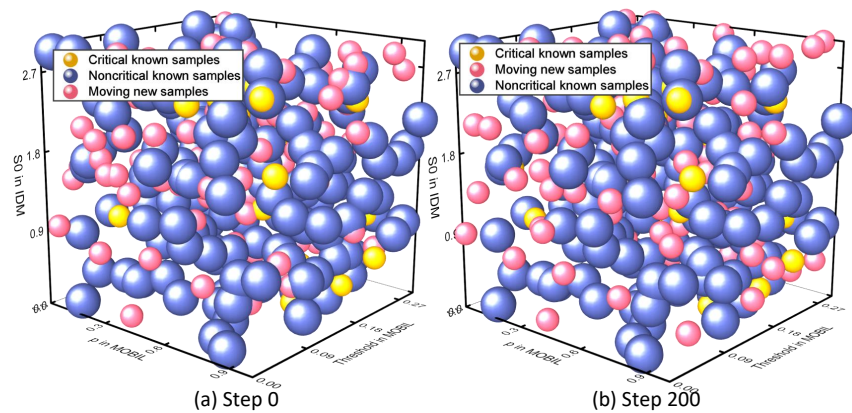 Critical known samples
Noncritical known samples
Moving new samples
2.7
1.8
0.9
0.0
S0 in IDM
0.3
0.6
0.9
p in MOBIL
0.00
0.09
0.18
0.27
Threshold in MOBIL
(a) Step 0
Critical known samples
Moving new samples
Noncritical known samples
2.7
1.8
0.9
S0 in IDM
0.3
0.6
0.9
p in MOBIL
0.00
0.09
0.18
0.27
Threshold in MOBIL
(b) Step 200